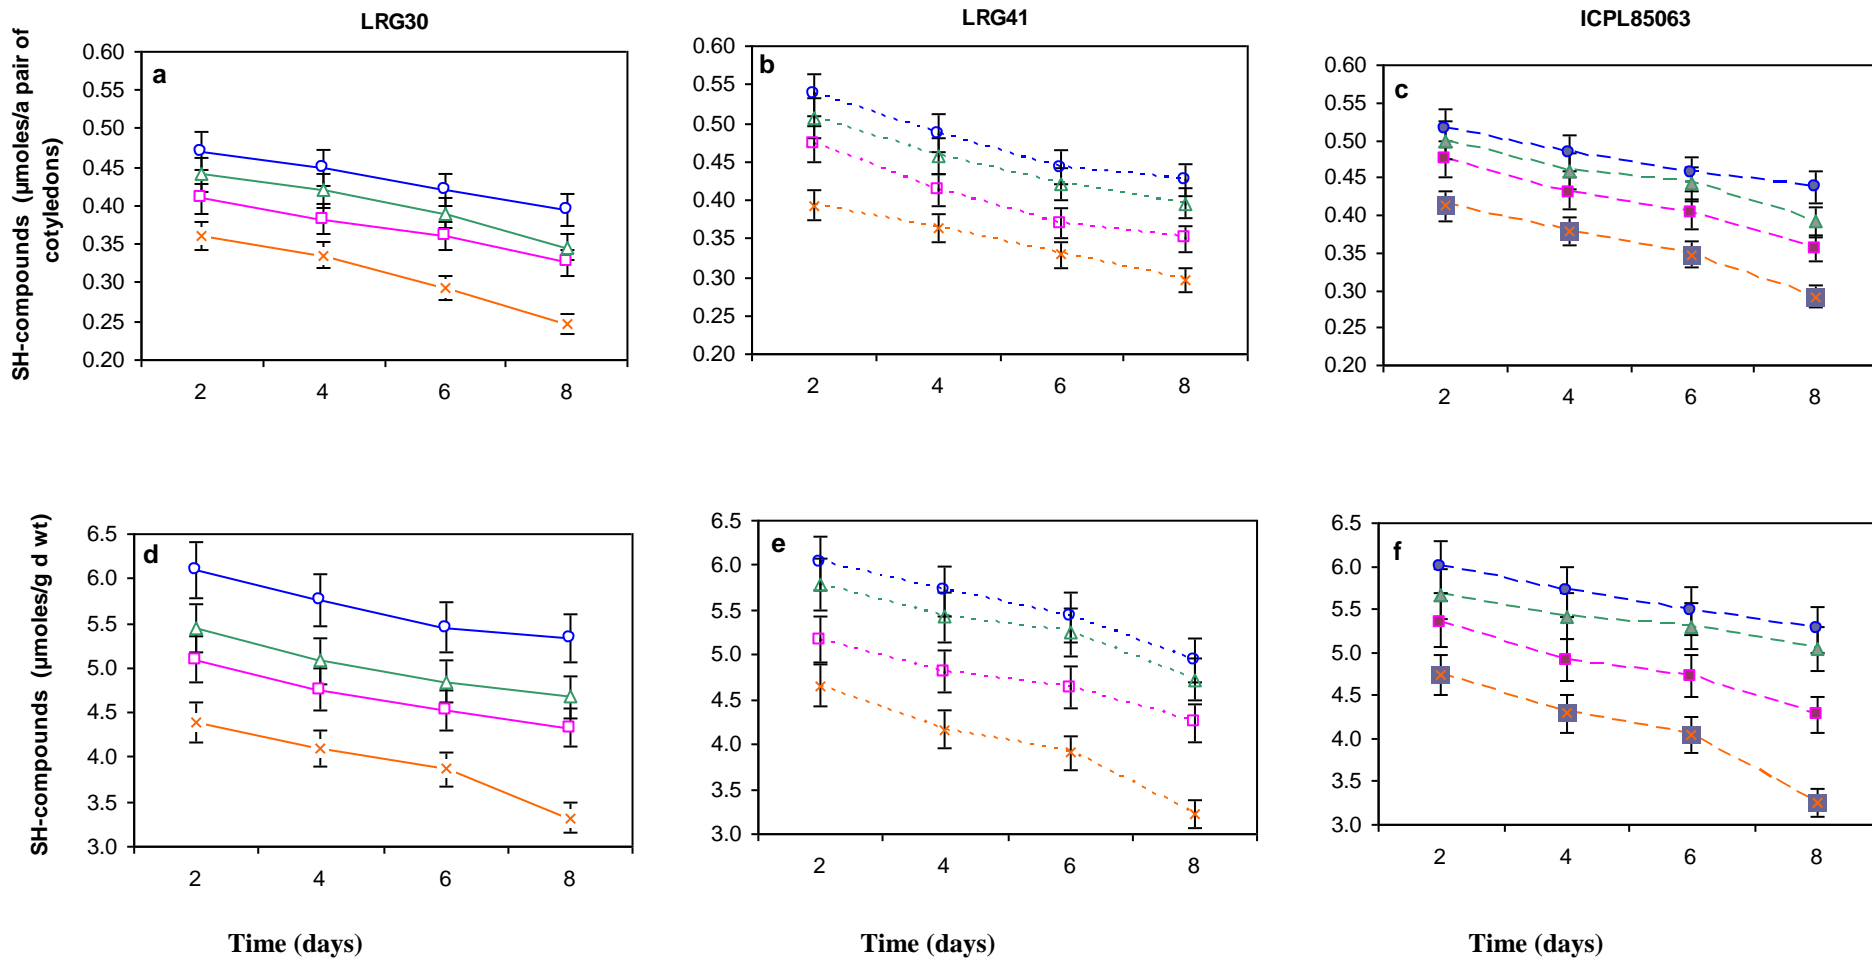 LRG30
LRG41
ICPL85063
SH-compounds (µmoles/a pair of
cotyledons)
a
0.60
0.55
0.50
0.45
0.40
0.35
0.30
0.25
0.20
2 4 6 8
b
0.60
0.55
0.50
0.45
0.40
0.35
0.30
0.25
0.20
2 4 6 8
c
0.60
0.55
0.50
0.45
0.40
0.35
0.30
0.25
0.20
2 4 6 8
SH-compounds (µmoles/g d wt)
d
6.5
6.0
5.5
5.0
4.5
4.0
3.5
3.0
2 4 6 8
Time (days)
e
6.5
6.0
5.5
5.0
4.5
4.0
3.5
3.0
2 4 6 8
Time (days)
f
6.5
6.0
5.5
5.0
4.5
4.0
3.5
3.0
2 4 6 8
Time (days)